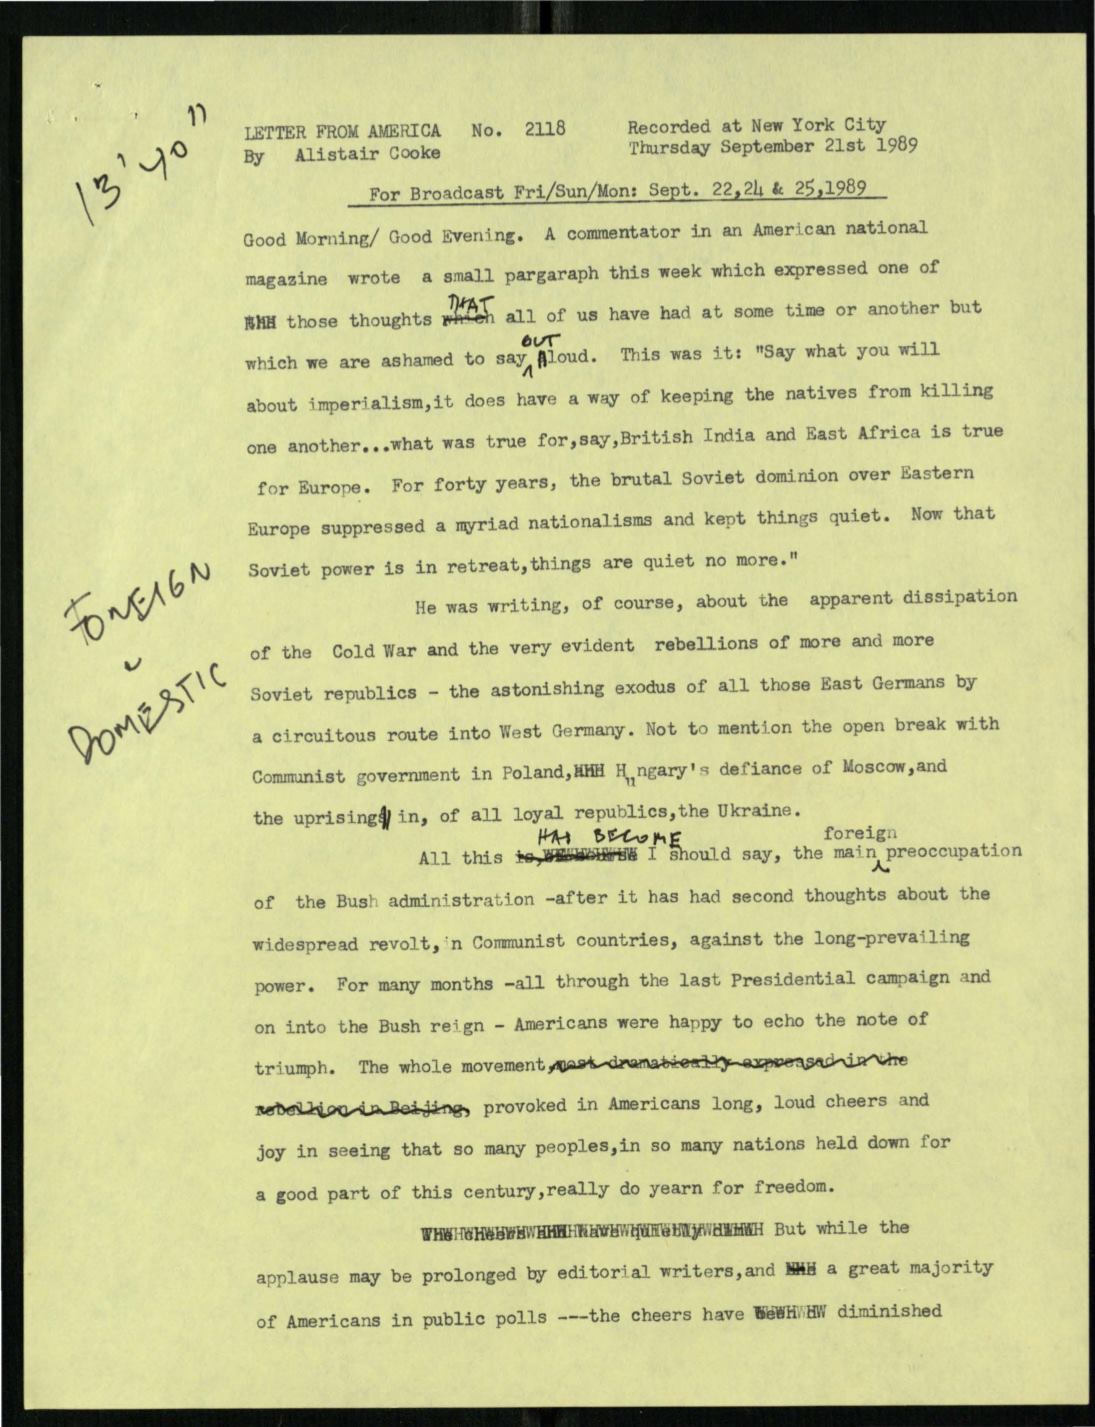 13'40"
LETTER FROM AMERICA No. 2118 Recorded at New York City
By Alistair Cooke Thursday September 21st 1989
For Broadcast Fri/Sun/Mon: Sept. 22,24 & 25,1989
Good Morning/ Good Evening. A commentator in an American national
magazine wrote a small pargaraph this week which expressed one of
THAT
those thoughts which all of us have had at some time or another but
OUT
which we are ashamed to say Aloud. This was it: "Say what you will
about imperialism,it does have a way of keeping the natives from killing
one another...what was true for,say,British India and East Africa is true
for Europe. For forty years, the brutal Soviet dominion over Eastern
Europe suppressed a myriad nationalisms and kept things quiet. Now that
Soviet power is in retreat,things are quiet no more."
FOREIGN
DOMESTIC
He was writing, of course, about the apparent dissipation
of the Cold War and the very evident rebellions of more and more
Soviet republics - the astonishing exodus of all those East Germans by
a circuitous route into West Germany. Not to mention the open break with
Communist government in Poland, Hungary's defiance of Moscow,and
the uprising in, of all loyal republics,the Ukraine.
HAS BECOME foreign
All this is, I should say, the main preoccupation
of the Bush administration -after it has had second thoughts about the
widespread revolt,in Communist countries, against the long-prevailing
power. For many months -all through the last Presidential campaign and
on into the Bush reign - Americans were happy to echo the note of
triumph. The whole movement,most dramatically expressed in the
rebellion in Beijing, provoked in Americans long, loud cheers and
joy in seeing that so many peoples,in so many nations held down for
a good part of this century,really do yearn for freedom.
But while the
applause may be prolonged by editorial writers,and a great majority
of Americans in public polls ---the cheers have diminished